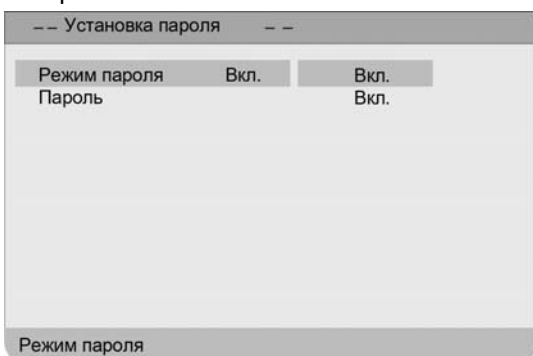 -- Установка пароля --
Режим пароля Вкл. Вкл.
Пароль Вкл.
Режим пароля